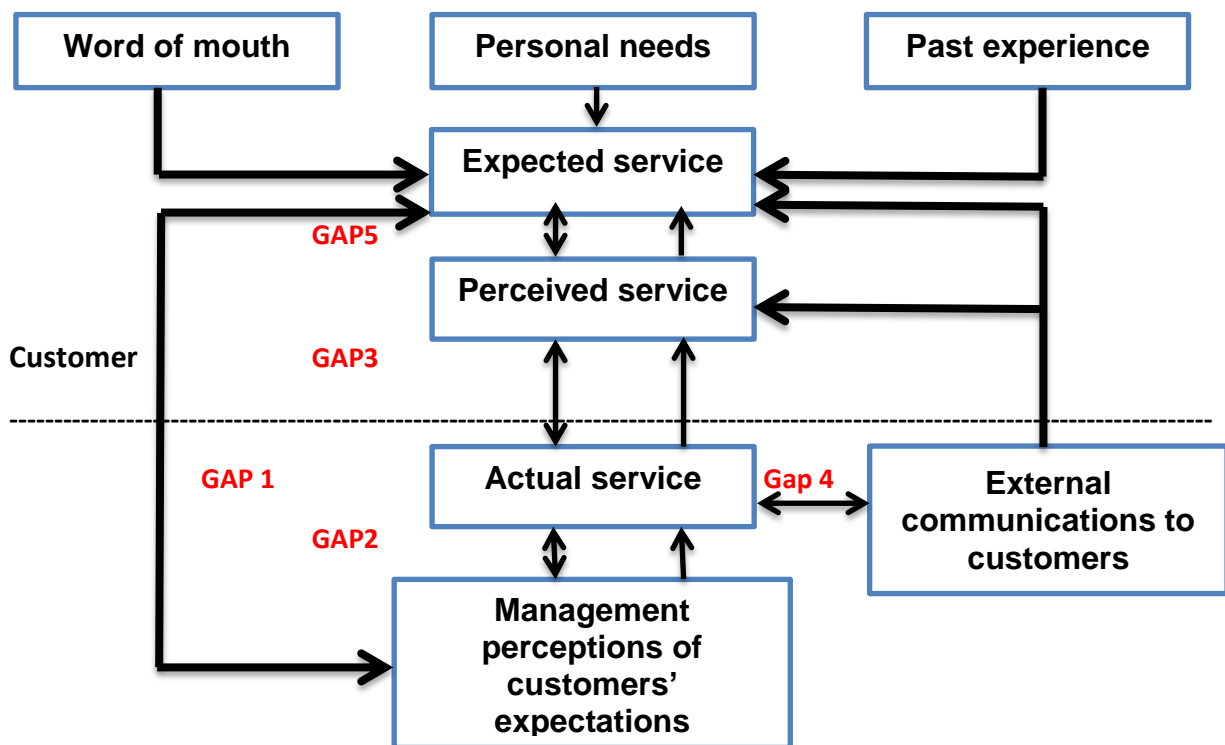 Word of mouth
Personal needs
Past experience
Expected service
GAP5
Perceived service
Customer
GAP3
GAP 1
Actual service
Gap 4
External
communications to
customers
GAP2
Management
perceptions of
customers’
expectations